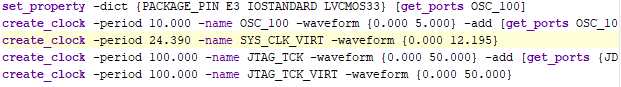 set_property -dict {PACKAGE_PIN E3 IOSTANDARD LVCMOS33} [get_ports OSC_100]
create_clock -period 10.000 -name OSC_100 -waveform {0.000 5.000} -add [get_ports OSC_10
create_clock -period 24.390 -name SYS_CLK_VIRT -waveform {0.000 12.195}
create_clock -period 100.000 -name JTAG_TCK -waveform {0.000 50.000} -add [get_ports {JD
create_clock -period 100.000 -name JTAG_TCK_VIRT -waveform {0.000 50.000}